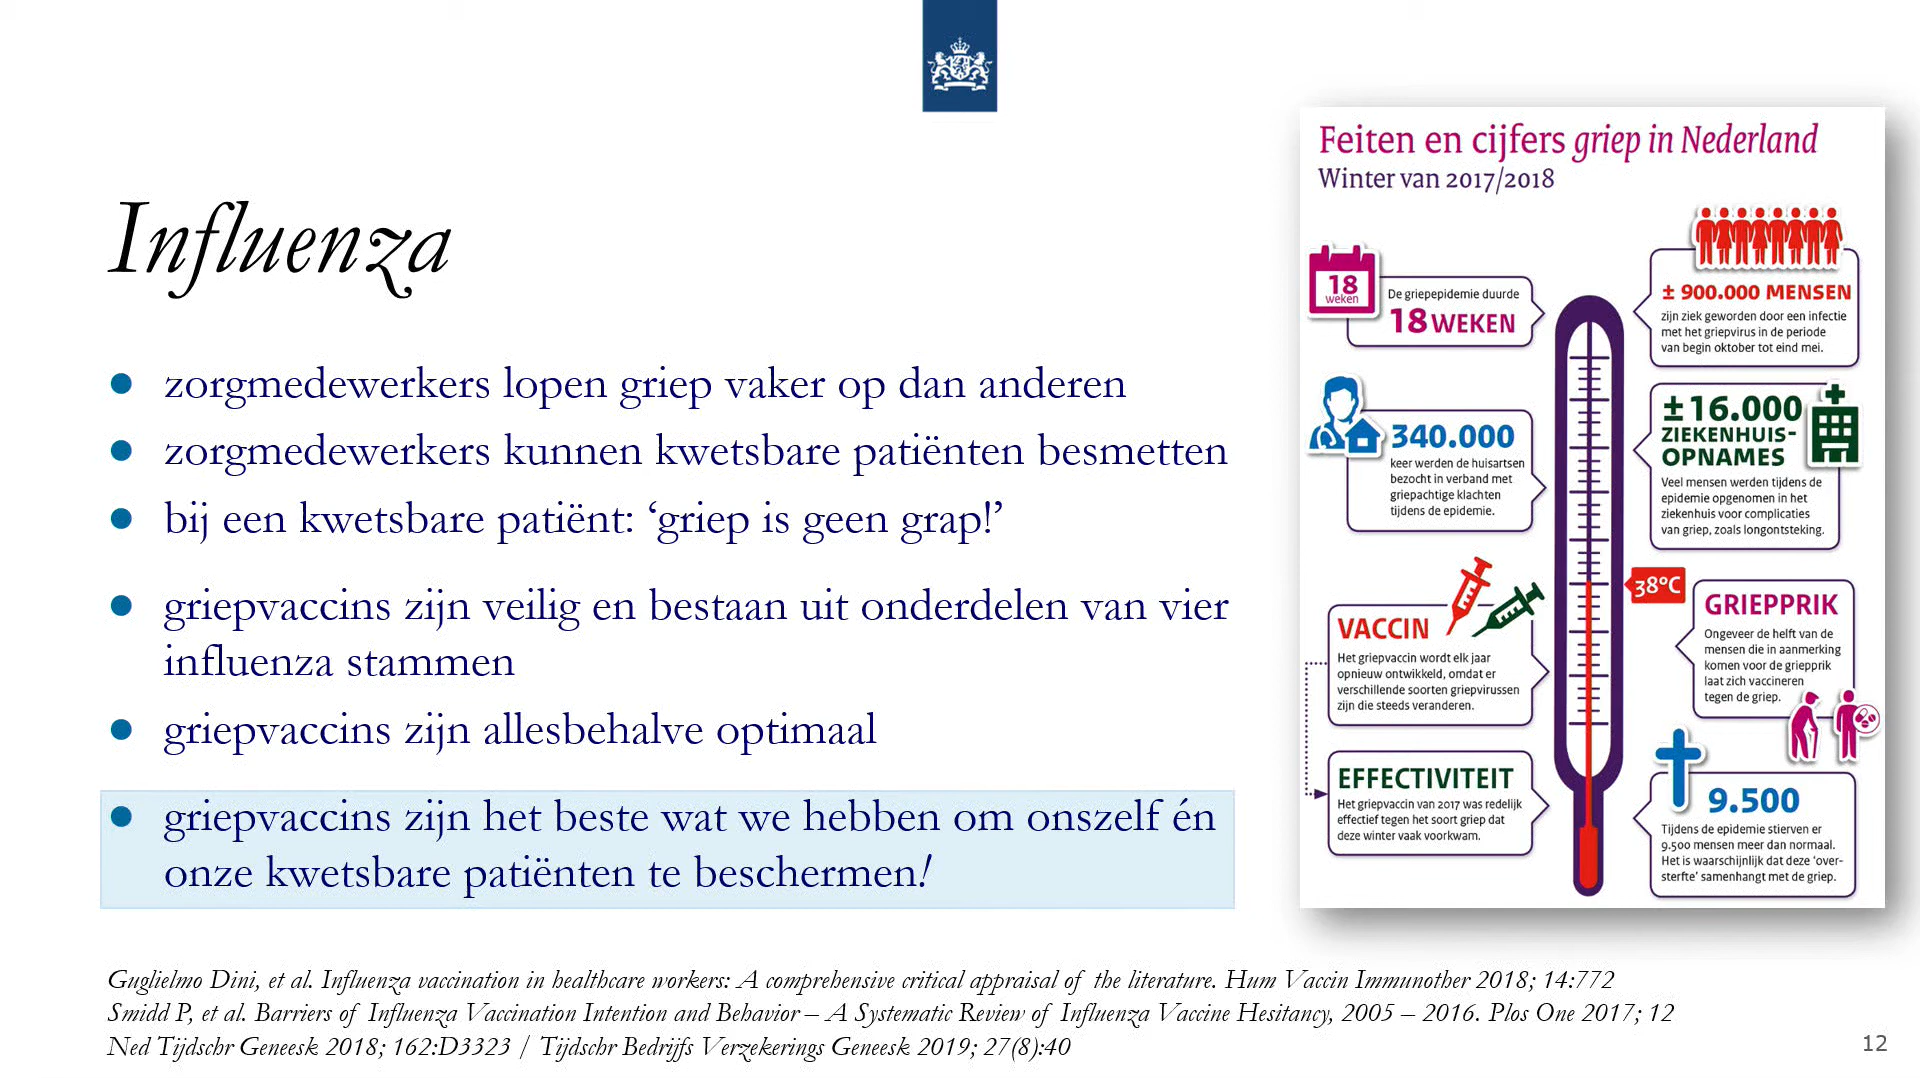 Influenza
zorgmedewerkers lopen griep vaker op dan anderen
zorgmedewerkers kunnen kwetsbare patiënten besmetten
bij een kwetsbare patiënt: ‘griep is geen grap!’
griepvaccins zijn veilig en bestaan uit onderdelen van vier
influenza stammen
griepvaccins zijn allesbehalve optimaal
griepvaccins zijn het beste wat we hebben om onszelf én
onze kwetsbare patiënten te beschermen!
Feiten en cijfers griep in Nederland
Winter van 2017/2018
18
weken
De griepepidemie duurde
18 WEKEN
± 900.000 MENSEN
zijn ziek geworden door een infectie
met het griepvirus in de periode
van begin oktober tot eind mei.
340.000
keer werden de huisartsen
bezocht in verband met
griepachtige klachten
tijdens de epidemie.
±16.000
ZIEKENHUIS-
OPNAMES
Veel mensen werden tijdens de
epidemie opgenomen in het
ziekenhuis voor complicaties
van griep, zoals longontsteking.
38°C
VACCIN
Het griepvaccin wordt elk jaar
opnieuw ontwikkeld, omdat er
verschillende soorten griepvirussen
zijn die steeds veranderen.
GRIEPPRIK
Ongeveer de helft van de
mensen die in aanmerking
komen voor de griepprik
laat zich vaccineren
tegen de griep.
EFFECTIVITEIT
Het griepvaccin van 2017 was redelijk
effectief tegen het soort griep dat
deze winter vaak voorkwam.
9.500
Tijdens de epidemie stierven er
9.500 mensen meer dan normaal.
Het is waarschijnlijk dat deze ‘over-
sterfte’ samenhangt met de griep.
Guglielmo Dini, et al. Influenza vaccination in healthcare workers: A comprehensive critical appraisal of the literature. Hum Vaccin Immunother 2018; 14:772
Smidd P, et al. Barriers of Influenza Vaccination Intention and Behavior – A Systematic Review of Influenza Vaccine Hesitancy, 2005 – 2016. Plos One 2017; 12
Ned Tijdschr Geneesk 2018; 162:D3323 / Tijdschr Bedrijfs Verzekerings Geneesk 2019; 27(8):40
12